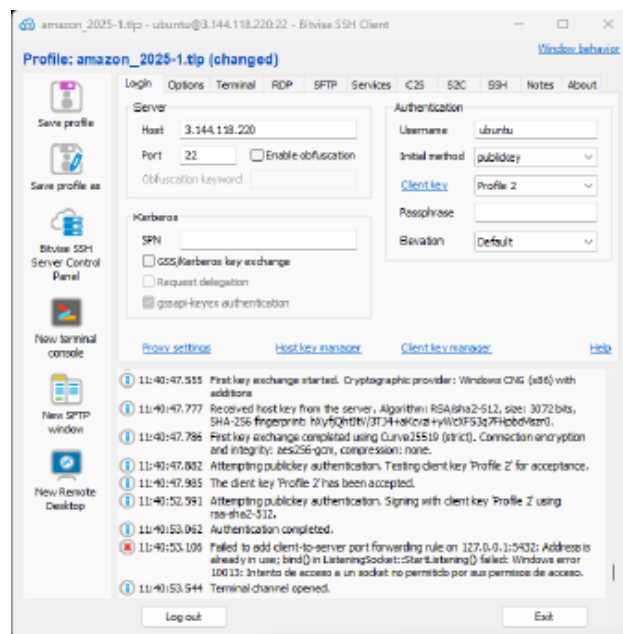 amazon_2025-1.tlp - ubuntu@3.144.118.220:22 - Bitvise SSH Client
Window behavior
Profile: amazon_2025-1.tlp (changed)
Login Options Terminal RDP SFTP Services C2S S2C SSH Notes About
Save profile
Save profile as
Bitvise SSH
Server Control
Panel
New terminal
console
New SFTP
window
New Remote
Desktop
Server
Host 3.144.118.220
Port 22 Enable obfuscation
Obfuscation keyword
Kerberos
SPN
GSS/Kerberos key exchange
Request delegation
gssapi-keyex authentication
Authentication
Username ubuntu
Initial method publickey
Client key Profile 2
Passphrase
Elevation Default
Proxy settings Host key manager Client key manager Help
11:40:47.555 First key exchange started. Cryptographic provider: Windows CNG (x86) with
additions
11:40:47.777 Received host key from the server. Algorithm: RSA/sha2-512, size: 3072 bits,
SHA-256 fingerprint:
11:40:47.786 First key exchange completed using Curve25519 (strict). Connection encryption
and integrity: aes256-gcm, compression: none.
11:40:47.882 Attempting publickey authentication. Testing client key 'Profile 2' for acceptance.
11:40:47.985 The client key 'Profile 2' has been accepted.
11:40:52.591 Attempting publickey authentication. Signing with client key 'Profile 2' using
rsa-sha2-512.
11:40:53.062 Authentication completed.
11:40:53.106 Failed to add client-to-server port forwarding rule on 127.0.0.1:5432: Address is
already in use; bind() in ListeningSocket::StartListening() failed: Windows error
10013: Intento de acceso a un socket no permitido por sus permisos de acceso.
11:40:53.544 Terminal channel opened.
Log out Exit